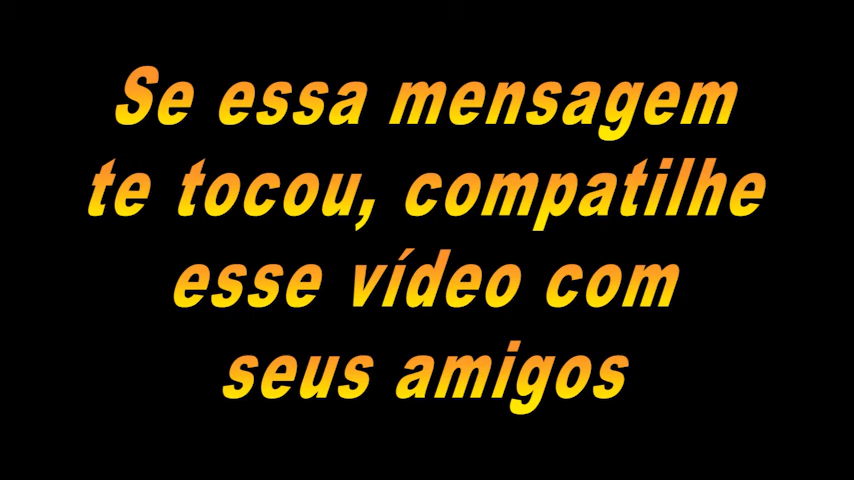 Se essa mensagem
te tocou, compatilhe
esse vídeo com
seus amigos